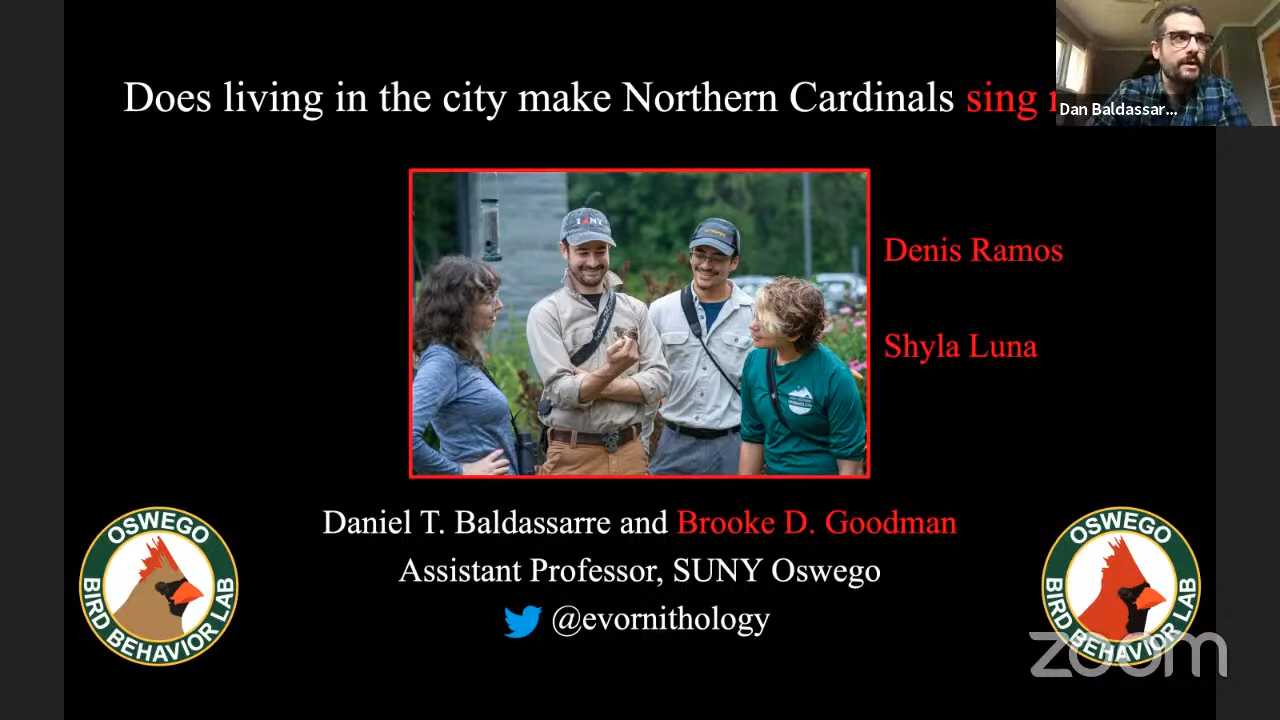 Does living in the city make Northern Cardinals sing
Dan Baldassar...
Denis Ramos
Shyla Luna
Daniel T. Baldassarre and Brooke D. Goodman
Assistant Professor, SUNY Oswego
@evornithology
OSWEGO
BIRD BEHAVIOR LAB
OSWEGO
BIRD BEHAVIOR LAB
zoom